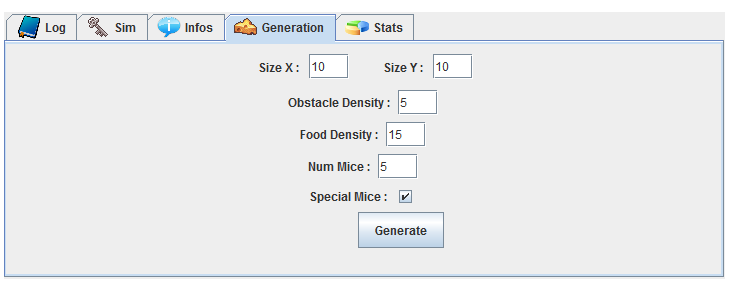 Log Sim Infos Generation Stats
Size X : 10 Size Y : 10
Obstacle Density : 5
Food Density : 15
Num Mice : 5
Special Mice :
Generate